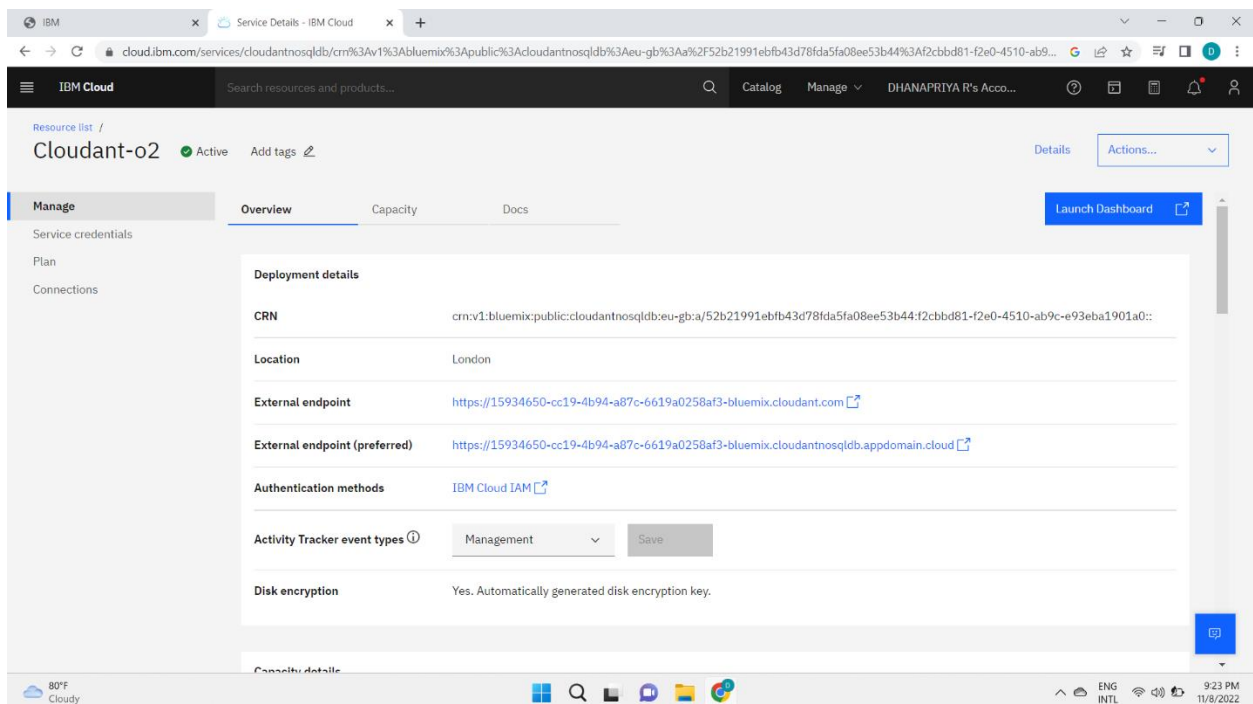 IBM
Service Details - IBM Cloud
cloud.ibm.com/services/cloudantnosqldb/crn%3Av1%3Abluemix%3Apublic%3Acloudantnosqldb%3Aeu-gb%3Aa%2F52b21991ebfb43d78fda5fa08ee53b44%3Af2cbbd81-f2e0-4510-ab9...
IBM Cloud
Search resources and products...
Catalog
Manage
DHANAPRIYA R's Acco...
D
Resource list /
Cloudant-o2
Active
Add tags
Details
Actions...
Manage
Service credentials
Plan
Connections
Overview
Capacity
Docs
Launch Dashboard
Deployment details
CRN crn:v1:bluemix:public:cloudantnosqldb:eu-gb:a/52b21991ebfb43d78fda5fa08ee53b44:f2cbbd81-f2e0-4510-ab9c-e93eba1901a0::
Location London
External endpoint https://15934650-cc19-4b94-a87c-6619a0258af3-bluemix.cloudant.com
External endpoint (preferred) https://15934650-cc19-4b94-a87c-6619a0258af3-bluemix.cloudantnosqldb.appdomain.cloud
Authentication methods IBM Cloud IAM
Activity Tracker event types Management Save
Disk encryption Yes. Automatically generated disk encryption key.
Capacity details
80°F
Cloudy
ENG
INTL
9:23 PM
11/8/2022